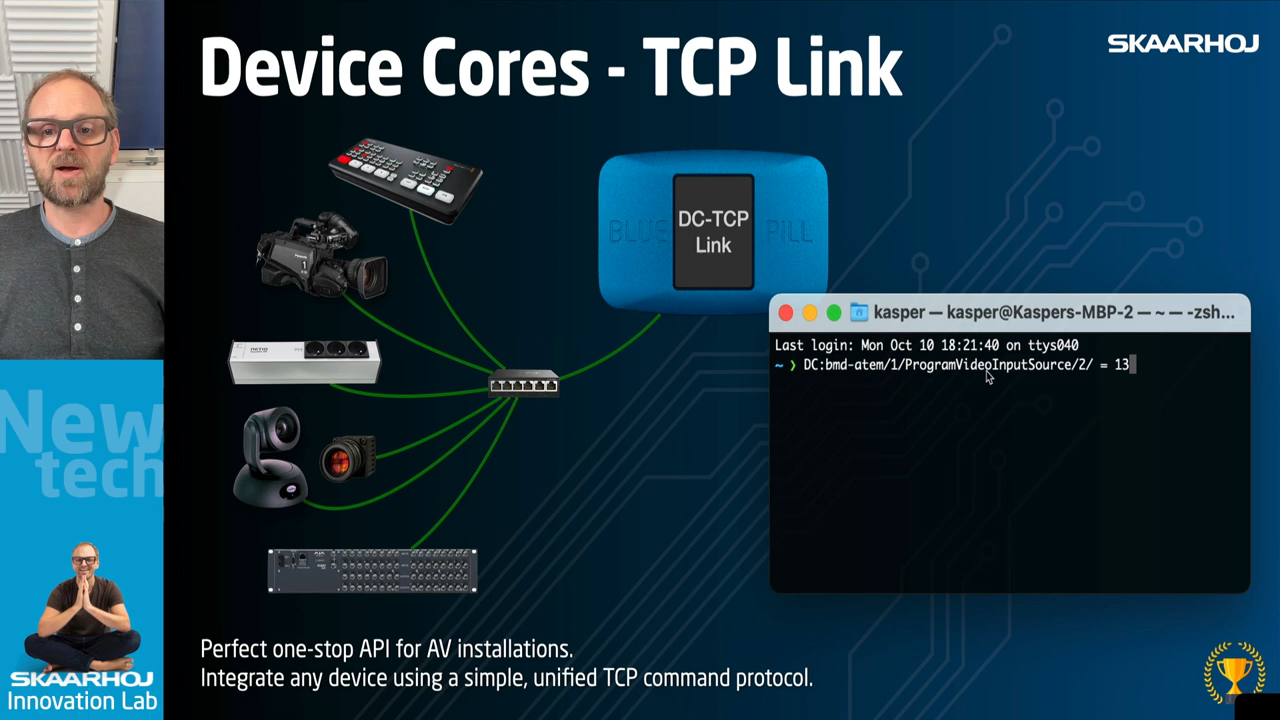 Device Cores - TCP Link
SKAARHOJ
BLUE PILL
DC-TCP
Link
kasper — kasper@Kaspers-MBP-2 — ~ — -zsh...
Last login: Mon Oct 10 18:21:40 on ttys040
~ ❯ DC:bmd-atem/1/ProgramVideoInputSource/2/ = 13
New
tech
SKAARHOJ
Innovation Lab
Perfect one-stop API for AV installations.
Integrate any device using a simple, unified TCP command protocol.